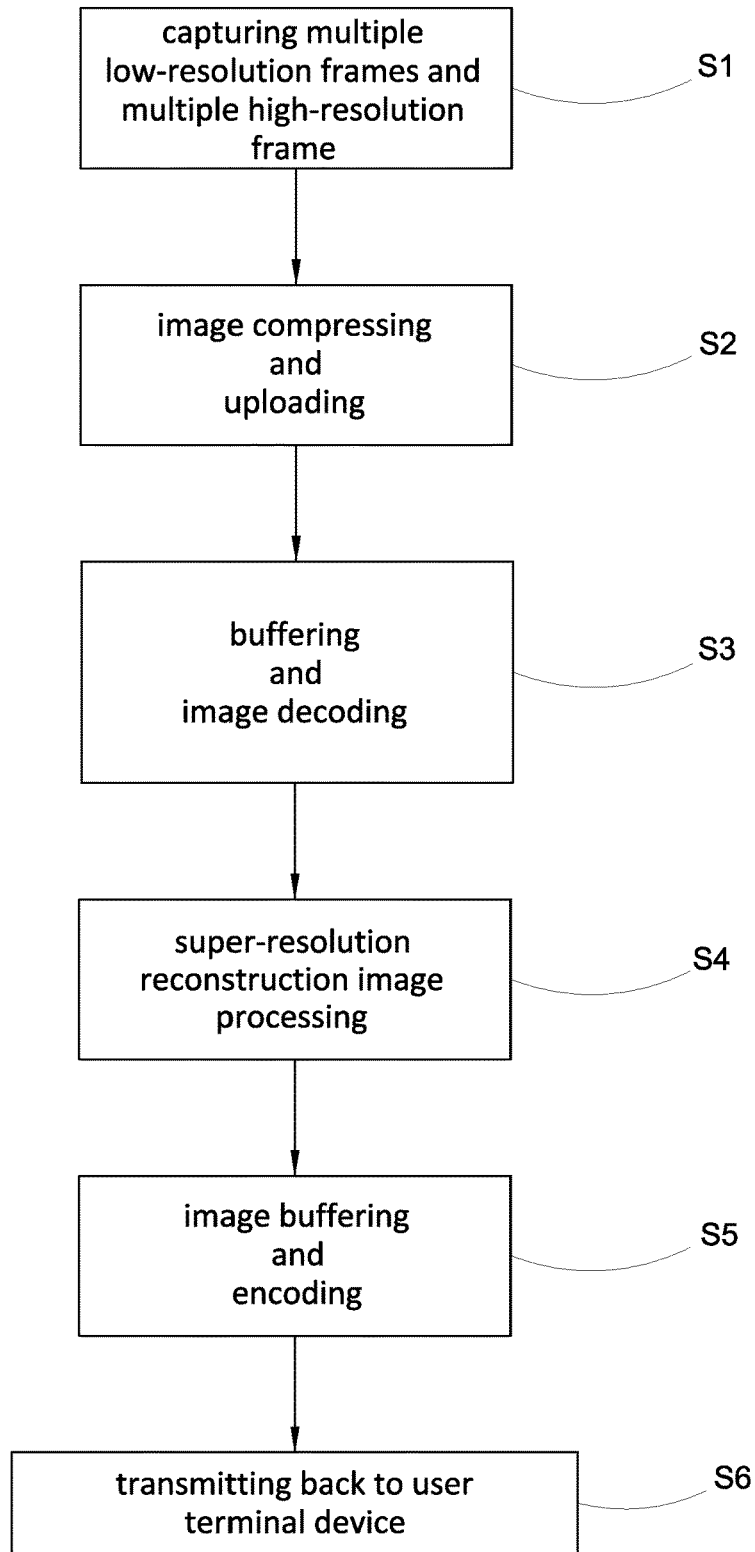 capturing multiple
low-resolution frames and
multiple high-resolution
frame
S1
image compressing
and
uploading
S2
buffering
and
image decoding
S3
super-resolution
reconstruction image
processing
S4
image buffering
and
encoding
S5
transmitting back to user
terminal device
S6